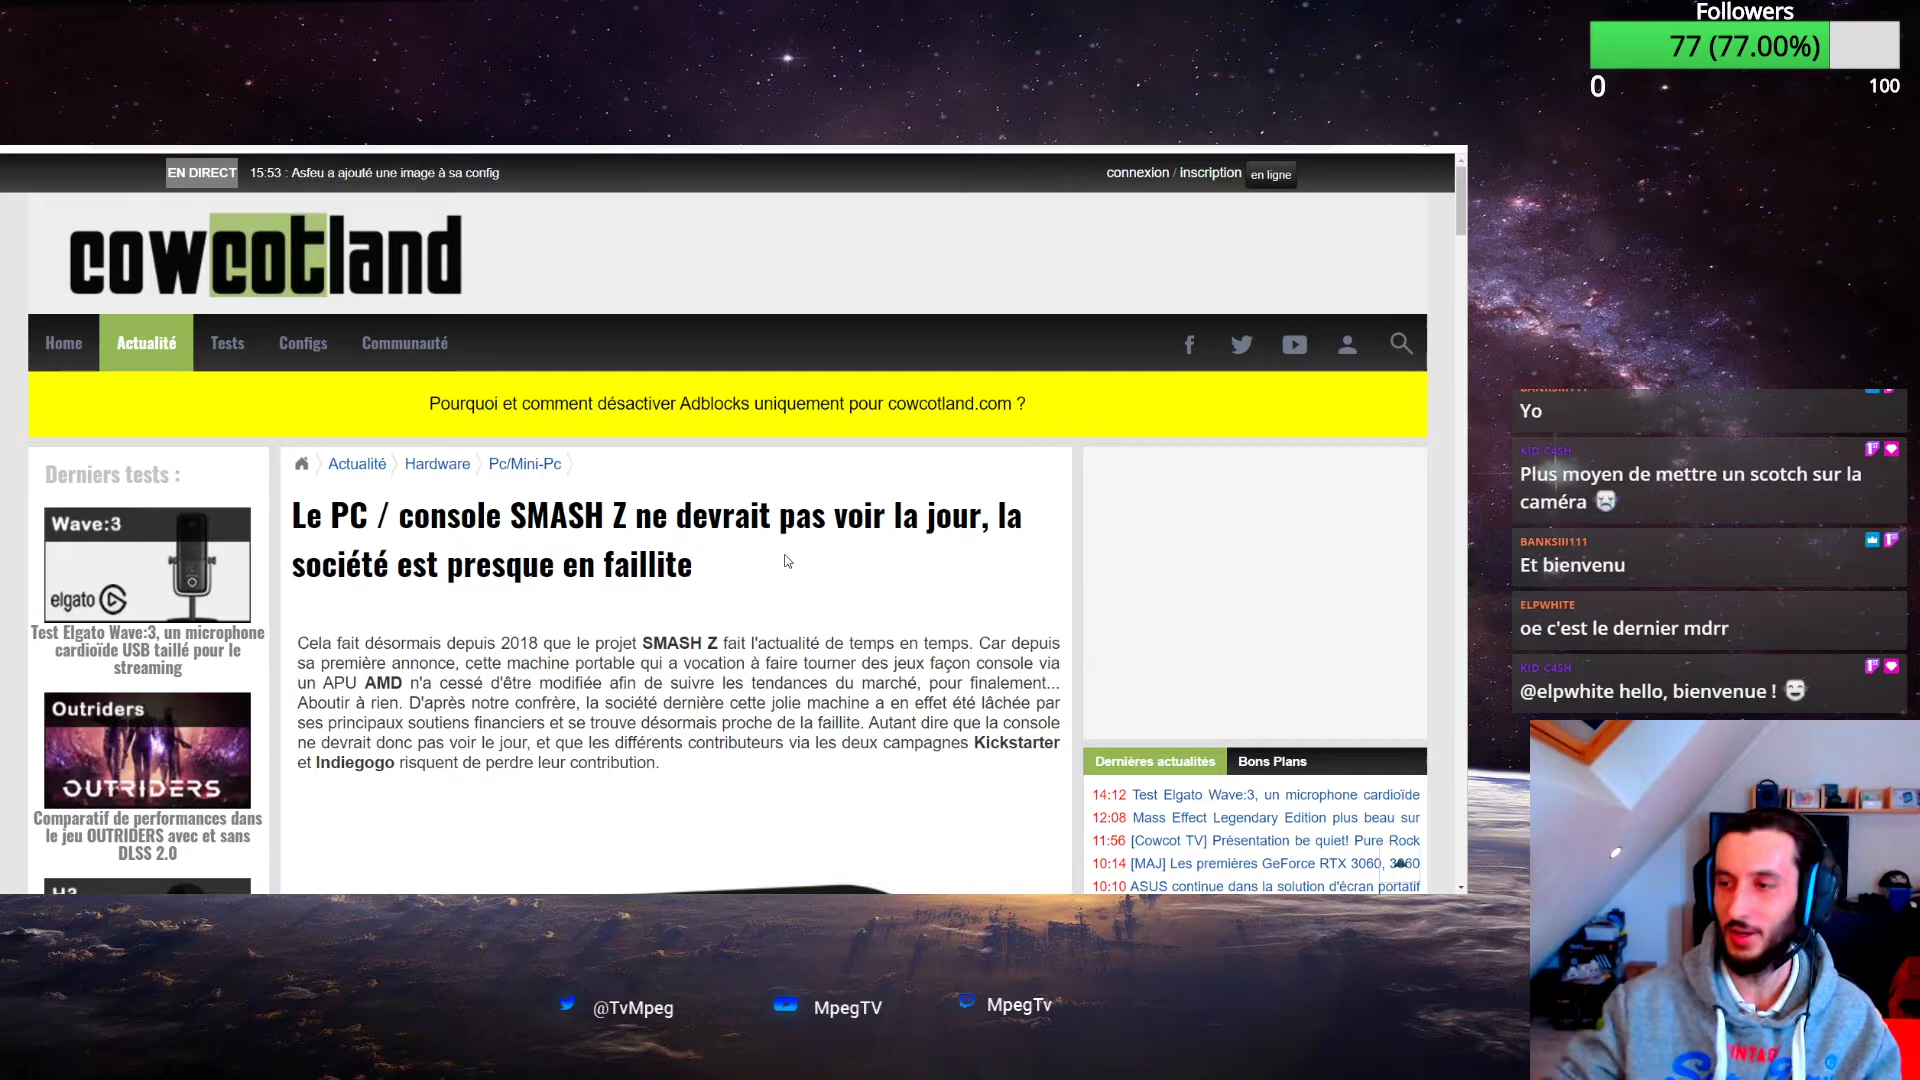 Followers
77 (77.00%)
0
100
EN DIRECT
15:53 : Asfeu a ajouté une image à sa config
connexion / inscription
en ligne
cowcotland
Home
Actualité
Tests
Configs
Communauté
Pourquoi et comment désactiver Adblocks uniquement pour cowcotland.com ?
Derniers tests :
Wave:3
elgato
Test Elgato Wave:3, un microphone
cardioïde USB taillé pour le
streaming
Outriders
OUTRIDERS
Comparatif de performances dans
le jeu OUTRIDERS avec et sans
DLSS 2.0
Actualité
Hardware
Pc/Mini-Pc
Le PC / console SMASH Z ne devrait pas voir la jour, la
société est presque en faillite
Cela fait désormais depuis 2018 que le projet SMASH Z fait l'actualité de temps en temps. Car depuis
sa première annonce, cette machine portable qui a vocation à faire tourner des jeux façon console via
un APU AMD n'a cessé d'être modifiée afin de suivre les tendances du marché, pour finalement...
Aboutir à rien. D'après notre confrère, la société dernière cette jolie machine a en effet été lâchée par
ses principaux soutiens financiers et se trouve désormais proche de la faillite. Autant dire que la console
ne devrait donc pas voir le jour, et que les différents contributeurs via les deux campagnes Kickstarter
et Indiegogo risquent de perdre leur contribution.
Dernières actualités
Bons Plans
14:12 Test Elgato Wave:3, un microphone cardioïde
12:08 Mass Effect Legendary Edition plus beau sur
11:56 [Cowcot TV] Présentation be quiet! Pure Rock
10:14 [MAJ] Les premières GeForce RTX 3060, 3060
10:10 ASUS continue dans la solution d'écran portatif
BANKSIII111
Yo
KID C4SH
Plus moyen de mettre un scotch sur la
caméra
BANKSIII111
Et bienvenu
ELPWHITE
oe c'est le dernier mdrr
KID C4SH
@elpwhite hello, bienvenue !
@TvMpeg
MpegTV
MpegTv